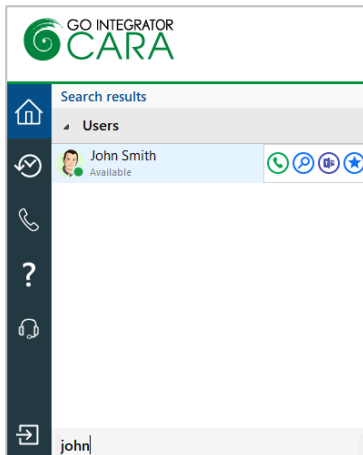 GO INTEGRATOR
CARA
Search results
Users
John Smith
Available
?
john